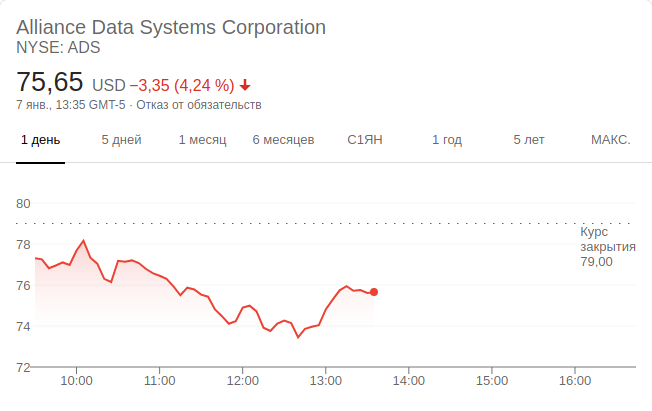 Alliance Data Systems Corporation
NYSE: ADS
75,65 USD −3,35 (4,24 %)
7 янв., 13:35 GMT-5 · Отказ от обязательств
1 день 5 дней 1 месяц 6 месяцев С1ЯН 1 год 5 лет МАКС.
80
Курс
закрытия
79,00
78
76
74
72
10:00 11:00 12:00 13:00 14:00 15:00 16:00